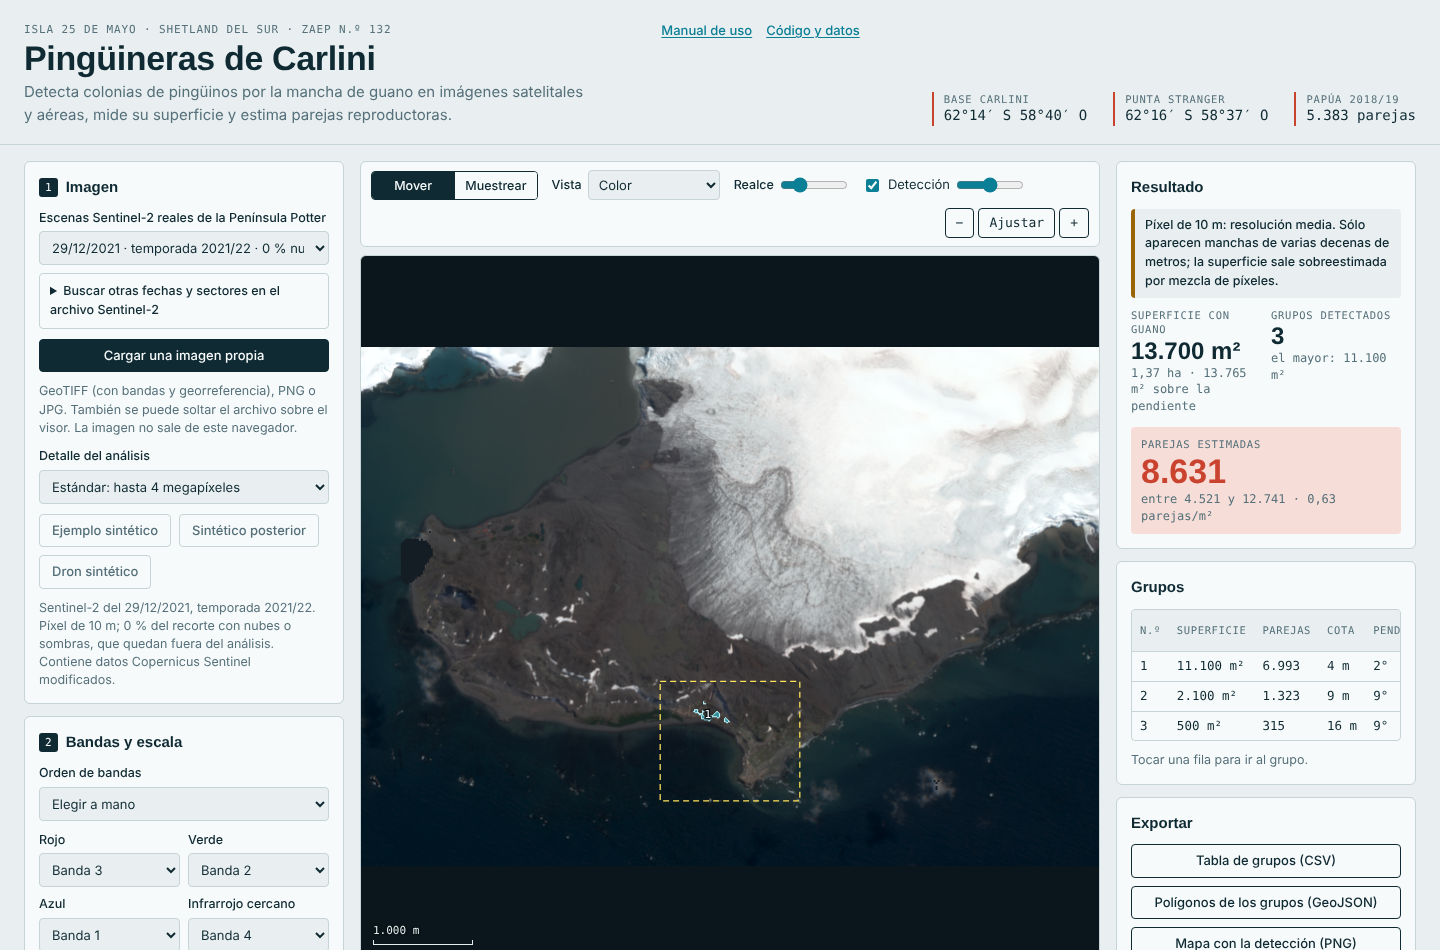 ISLA 25 DE MAYO · SHETLAND DEL SUR · ZAEP N.º 132
Pingüineras de Carlini
Detecta colonias de pingüinos por la mancha de guano en imágenes satelitales
y aéreas, mide su superficie y estima parejas reproductoras.
Manual de uso Código y datos
BASE CARLINI
62°14′ S 58°40′ O
PUNTA STRANGER
62°16′ S 58°37′ O
PAPÚA 2018/19
5.383 parejas
1 Imagen
Escenas Sentinel-2 reales de la Península Potter
29/12/2021 · temporada 2021/22 · 0 % nu
▶ Buscar otras fechas y sectores en el
archivo Sentinel-2
Cargar una imagen propia
GeoTIFF (con bandas y georreferencia), PNG o
JPG. También se puede soltar el archivo sobre el
visor. La imagen no sale de este navegador.
Detalle del análisis
Estándar: hasta 4 megapíxeles
Ejemplo sintético Sintético posterior
Dron sintético
Sentinel-2 del 29/12/2021, temporada 2021/22.
Píxel de 10 m; 0 % del recorte con nubes o
sombras, que quedan fuera del análisis.
Contiene datos Copernicus Sentinel
modificados.
2 Bandas y escala
Orden de bandas
Elegir a mano
Rojo Verde
Banda 3 Banda 2
Azul Infrarrojo cercano
Banda 1 Banda 4
Mover Muestrear Vista Color Realce Detección
− Ajustar +
1
1.000 m
Resultado
Píxel de 10 m: resolución media. Sólo
aparecen manchas de varias decenas de
metros; la superficie sale sobreestimada
por mezcla de píxeles.
SUPERFICIE CON
GUANO
13.700 m²
1,37 ha · 13.765
m² sobre la
pendiente
GRUPOS DETECTADOS
3
el mayor: 11.100
m²
PAREJAS ESTIMADAS
8.631
entre 4.521 y 12.741 · 0,63
parejas/m²
Grupos
N.º SUPERFICIE PAREJAS COTA PEND
1 11.100 m² 6.993 4 m 2°
2 2.100 m² 1.323 9 m 9°
3 500 m² 315 16 m 9°
Tocar una fila para ir al grupo.
Exportar
Tabla de grupos (CSV)
Polígonos de los grupos (GeoJSON)
Mapa con la detección (PNG)